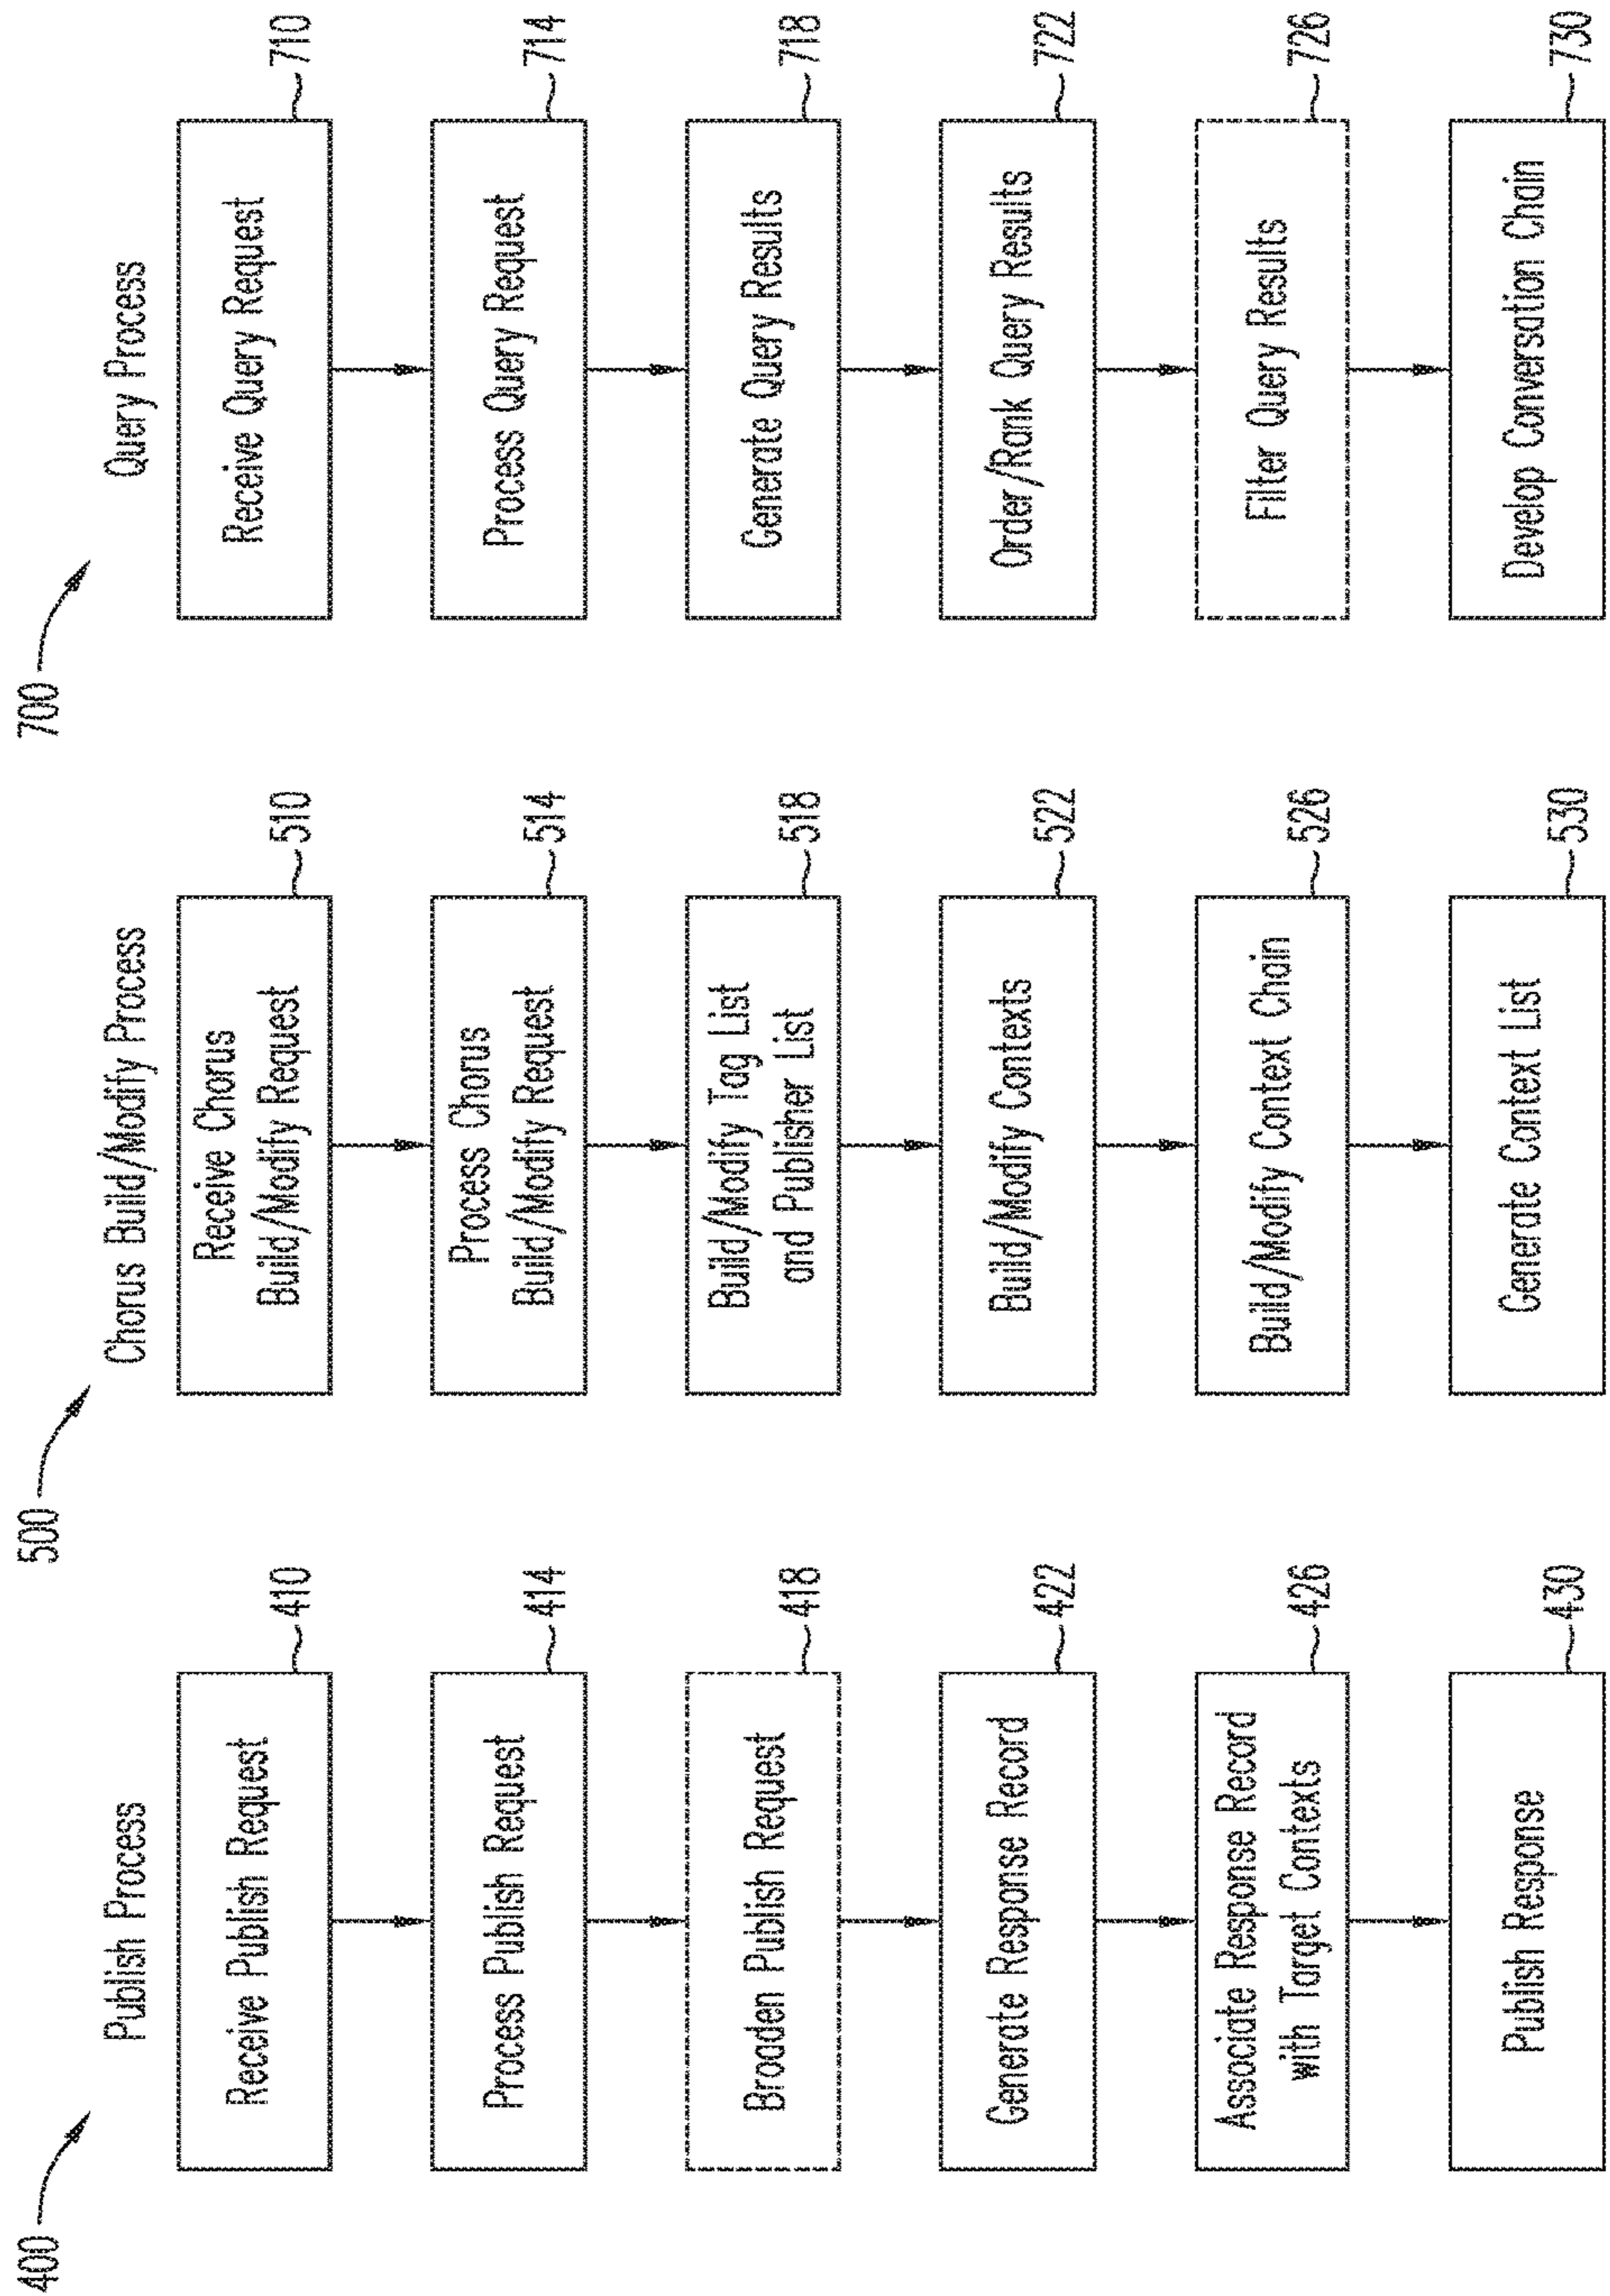 400
Publish Process
Receive Publish Request
410
Process Publish Request
414
Broaden Publish Request
418
Generate Response Record
422
Associate Response Record
with Target Contexts
426
Publish Response
430
500
Chorus Build/Modify Process
Receive Chorus
Build/Modify Request
510
Process Chorus
Build/Modify Request
514
Build/Modify Tag List
and Publisher List
518
Build/Modify Contexts
522
Build/Modify Context Chain
526
Generate Context List
530
700
Query Process
Receive Query Request
710
Process Query Request
714
Generate Query Results
718
Order/Rank Query Results
722
Filter Query Results
726
Develop Conversation Chain
730